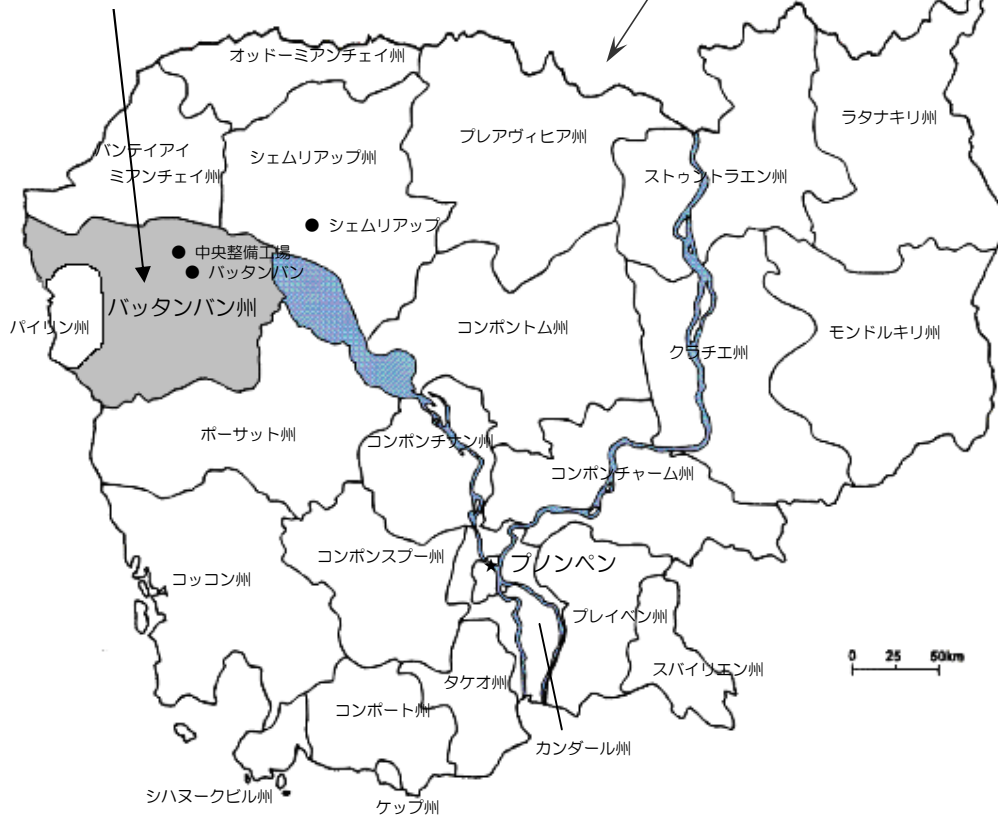 オッドーミアンチェイ州
バンテイアイ
ミアンチェイ州
シェムリアップ州
プレアヴィヒア州
ラタナキリ州
ストゥントラエン州
シェムリアップ
中央整備工場
バッタンバン
バッタンバン州
パイリン州
コンポントム州
クラチエ州
モンドルキリ州
ポーサット州
コンポンチナン州
コンポンチャーム州
コンポンスプー州
プノンペン
コッコン州
プレイベン州
スバイリエン州
0 25 50km
タケオ州
コンポート州
カンダール州
シハヌークビル州
ケップ州